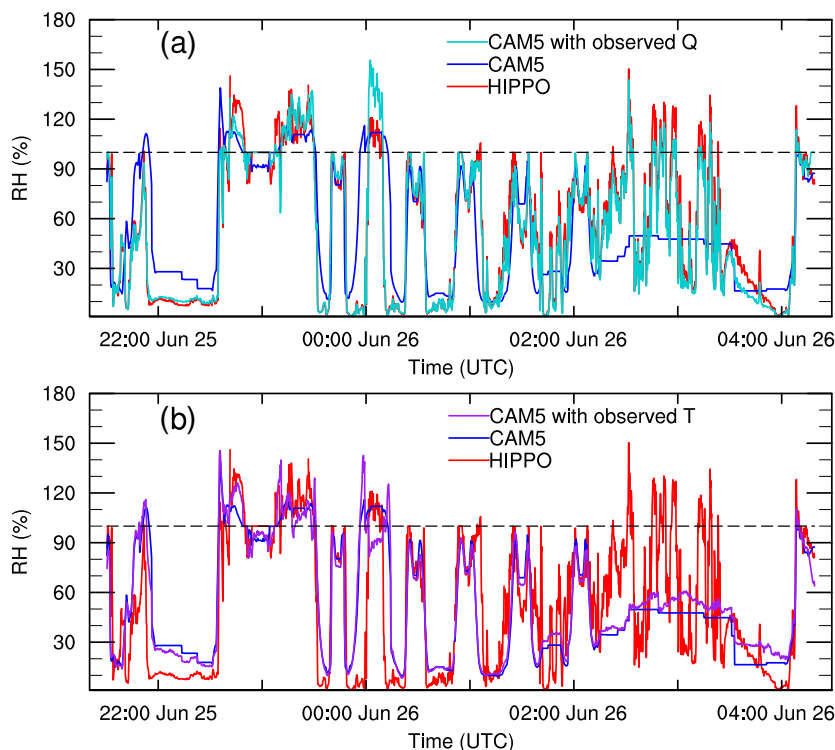 180
(a)
CAM5 with observed Q
150
CAM5
HIPPO
120
RH (%)
90
60
30
22:00 Jun 25 00:00 Jun 26 02:00 Jun 26 04:00 Jun 26
Time (UTC)
180
(b)
CAM5 with observed T
150
CAM5
HIPPO
120
RH (%)
90
60
30
22:00 Jun 25 00:00 Jun 26 02:00 Jun 26 04:00 Jun 26
Time (UTC)